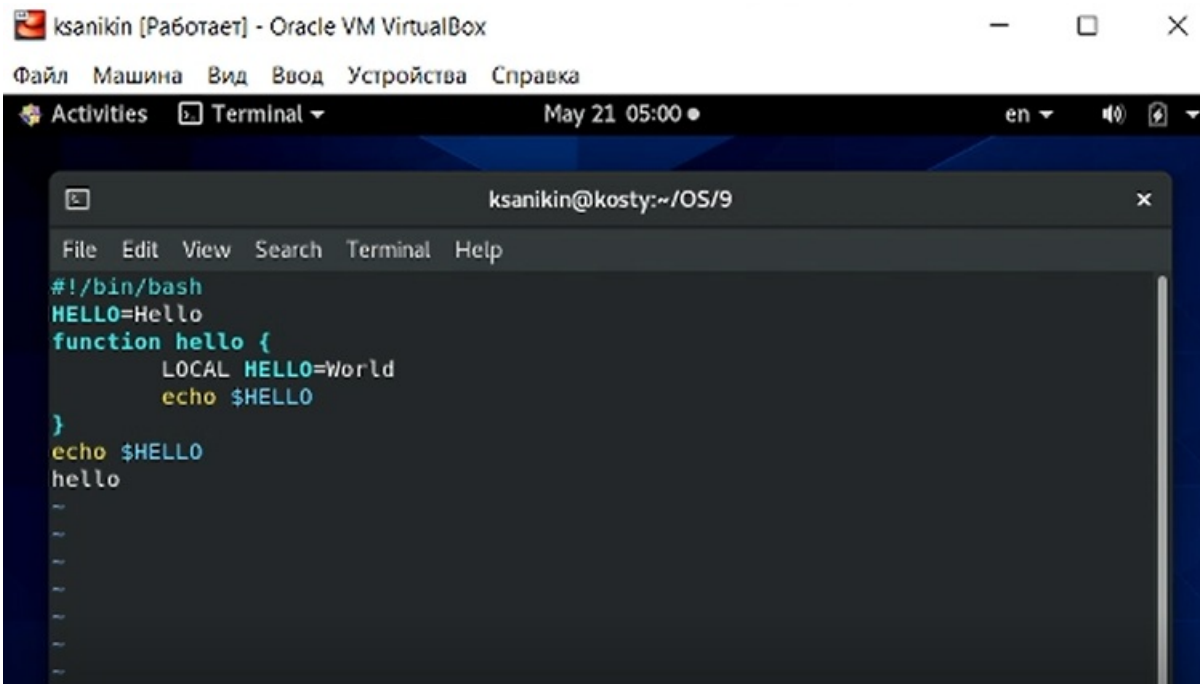 ksanikin [Работает] - Oracle VM VirtualBox
Файл Машина Вид Ввод Устройства Справка
Activities Terminal May 21 05:00 en
ksanikin@kosty:~/OS/9
File Edit View Search Terminal Help
#!/bin/bash
HELLO=Hello
function hello {
LOCAL HELLO=World
echo $HELLO
}
echo $HELLO
hello
~
~
~
~
~
~
~